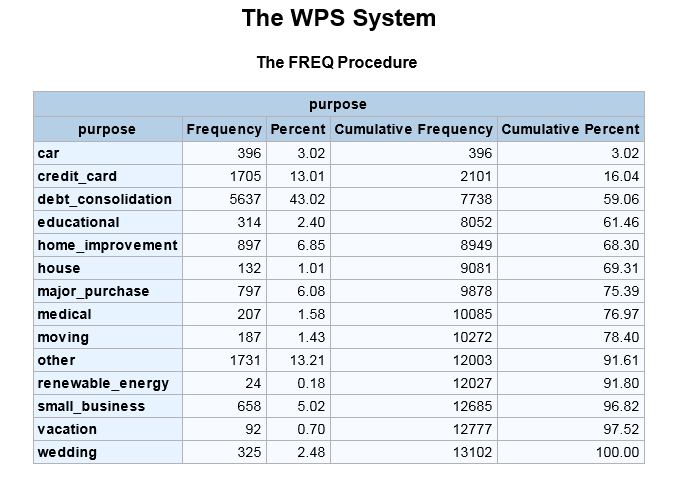 The WPS System
The FREQ Procedure
purpose
purpose Frequency Percent Cumulative Frequency Cumulative Percent
car 396 3.02 396 3.02
credit_card 1705 13.01 2101 16.04
debt_consolidation 5637 43.02 7738 59.06
educational 314 2.40 8052 61.46
home_improvement 897 6.85 8949 68.30
house 132 1.01 9081 69.31
major_purchase 797 6.08 9878 75.39
medical 207 1.58 10085 76.97
moving 187 1.43 10272 78.40
other 1731 13.21 12003 91.61
renewable_energy 24 0.18 12027 91.80
small_business 658 5.02 12685 96.82
vacation 92 0.70 12777 97.52
wedding 325 2.48 13102 100.00